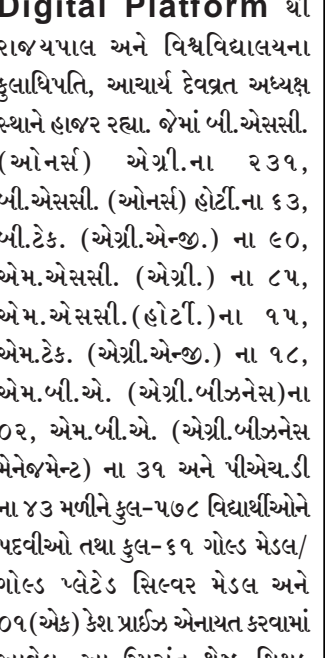 Digital Platform થી
રાજયપાલ અને વિશ્વવિદ્યાલયના
કુલાધિપતિ, આચાર્ય દેવવ્રત અધ્યક્ષ
સ્થાને હાજર રહ્યા. જેમાં બી.એસસી.
(ઓનર્સ) એગ્રી.ના ૨૩૧,
બી.એસસી. (ઓનર્સ) હોર્ટી.ના ૬૩,
બી.ટેક. (એગ્રી.એન્જી.) ના ૯૦,
એમ.એસસી. (એગ્રી.) ના ૮૫,
એમ.એસસી.(હોર્ટી.)ના ૧૫,
એમ.ટેક. (એગ્રી.એન્જી.) ના ૧૮,
એમ.બી.એ. (એગ્રી.બીઝનેસ)ના
૦૨, એમ.બી.એ. (એગ્રી.બીઝનેસ
મેનેજમેન્ટ) ના ૩૧ અને પીએચ.ડી
ના ૪૩ મળીને કુલ-૫૭૮ વિદ્યાર્થીઓને
પદવીઓ તથા કુલ-૬૧ ગોલ્ડ મેડલ/
ગોલ્ડ પ્લેટેડ સિલ્વર મેડલ અને
૦૧(એક) કેશ પ્રાઈઝ એનાયત કરવામાં